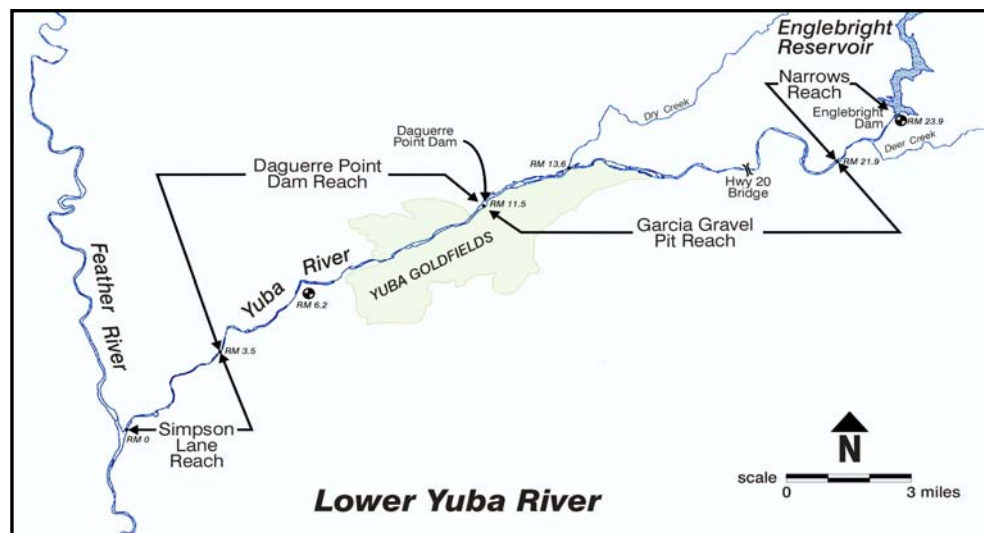 Englebright
Reservoir
Narrows
Reach
Englebright
Dam
RM 23.9
Dry Creek
Deer Creek
Daguerre
Point Dam
RM 13.6
RM 21.9
Hwy 20
Bridge
Daguerre Point
Dam Reach
RM 11.5
Garcia Gravel
Pit Reach
YUBA GOLDFIELDS
Feather River
Yuba River
RM 6.2
RM 3.5
Simpson
Lane
Reach
RM 0
N
scale
0 3 miles
Lower Yuba River